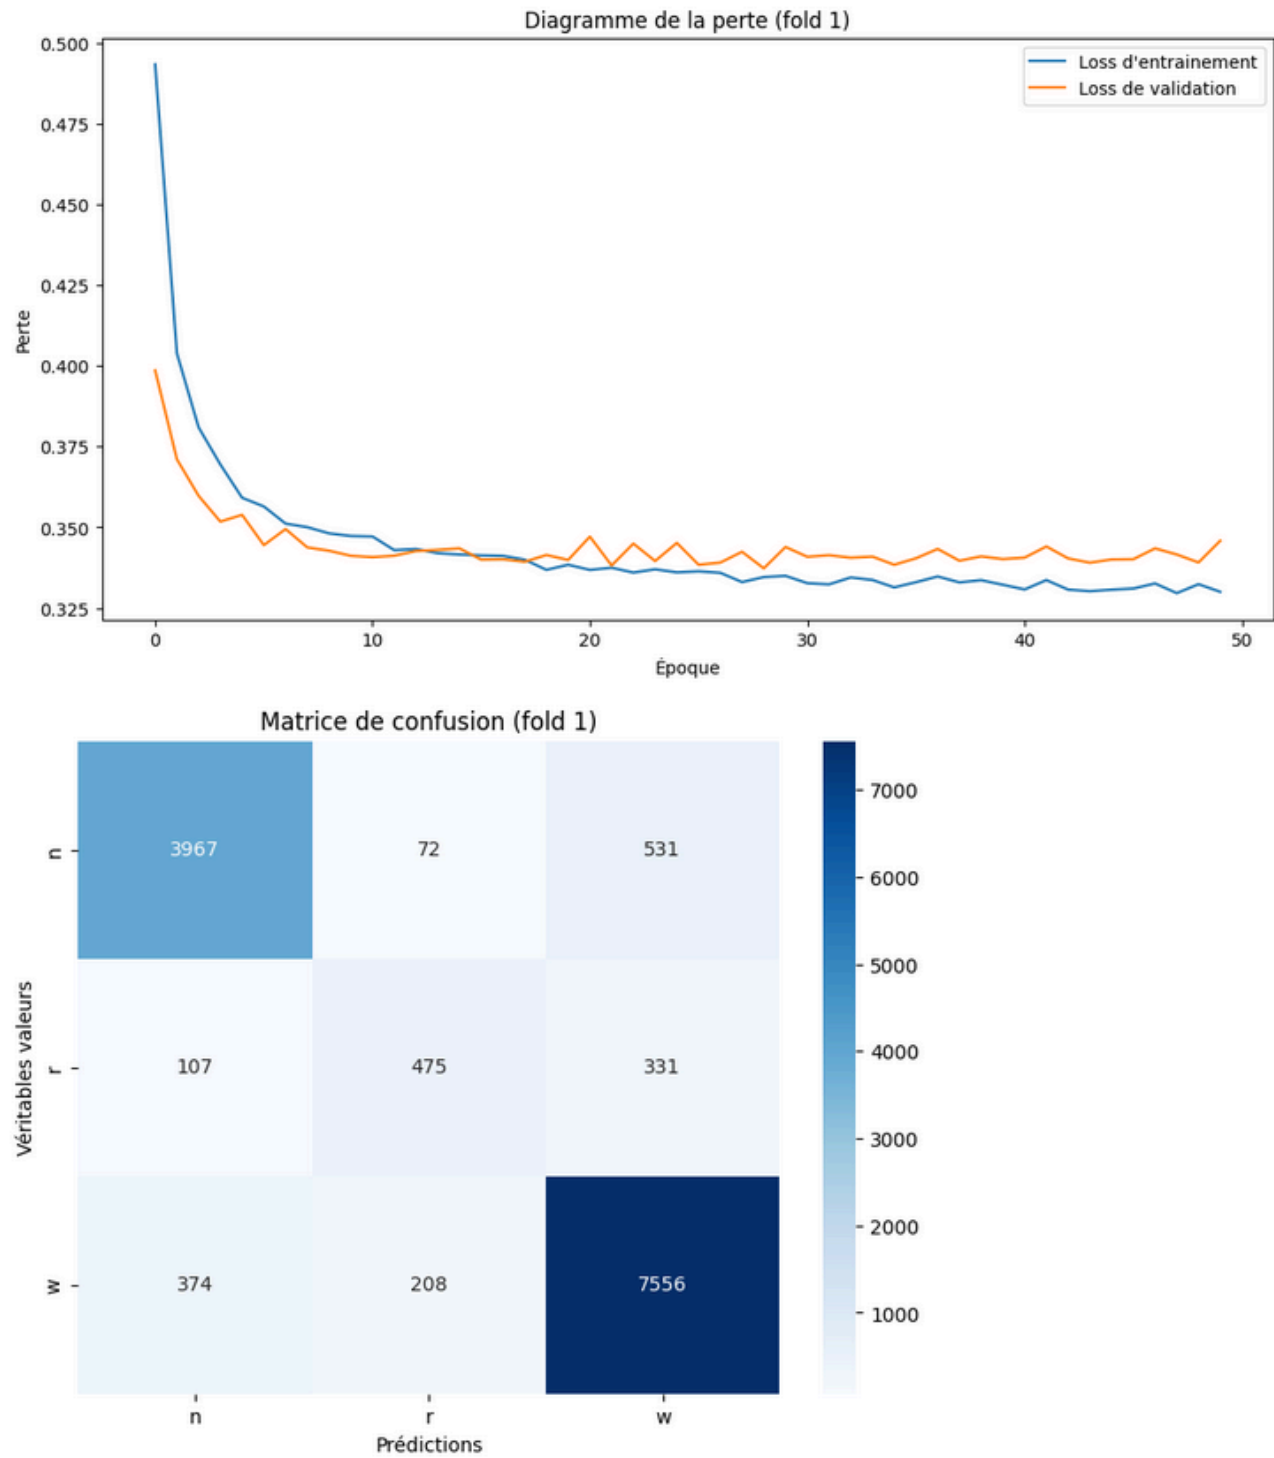 Diagramme de la perte (fold 1)
0.500
0.475
0.450
0.425
0.400
0.375
0.350
0.325
Perte
Loss d'entrainement
Loss de validation
0 10 20 30 40 50
Époque
Matrice de confusion (fold 1)
Véritables valeurs
n 3967 72 531
r 107 475 331
w 374 208 7556
n r w
Prédictions
7000
6000
5000
4000
3000
2000
1000